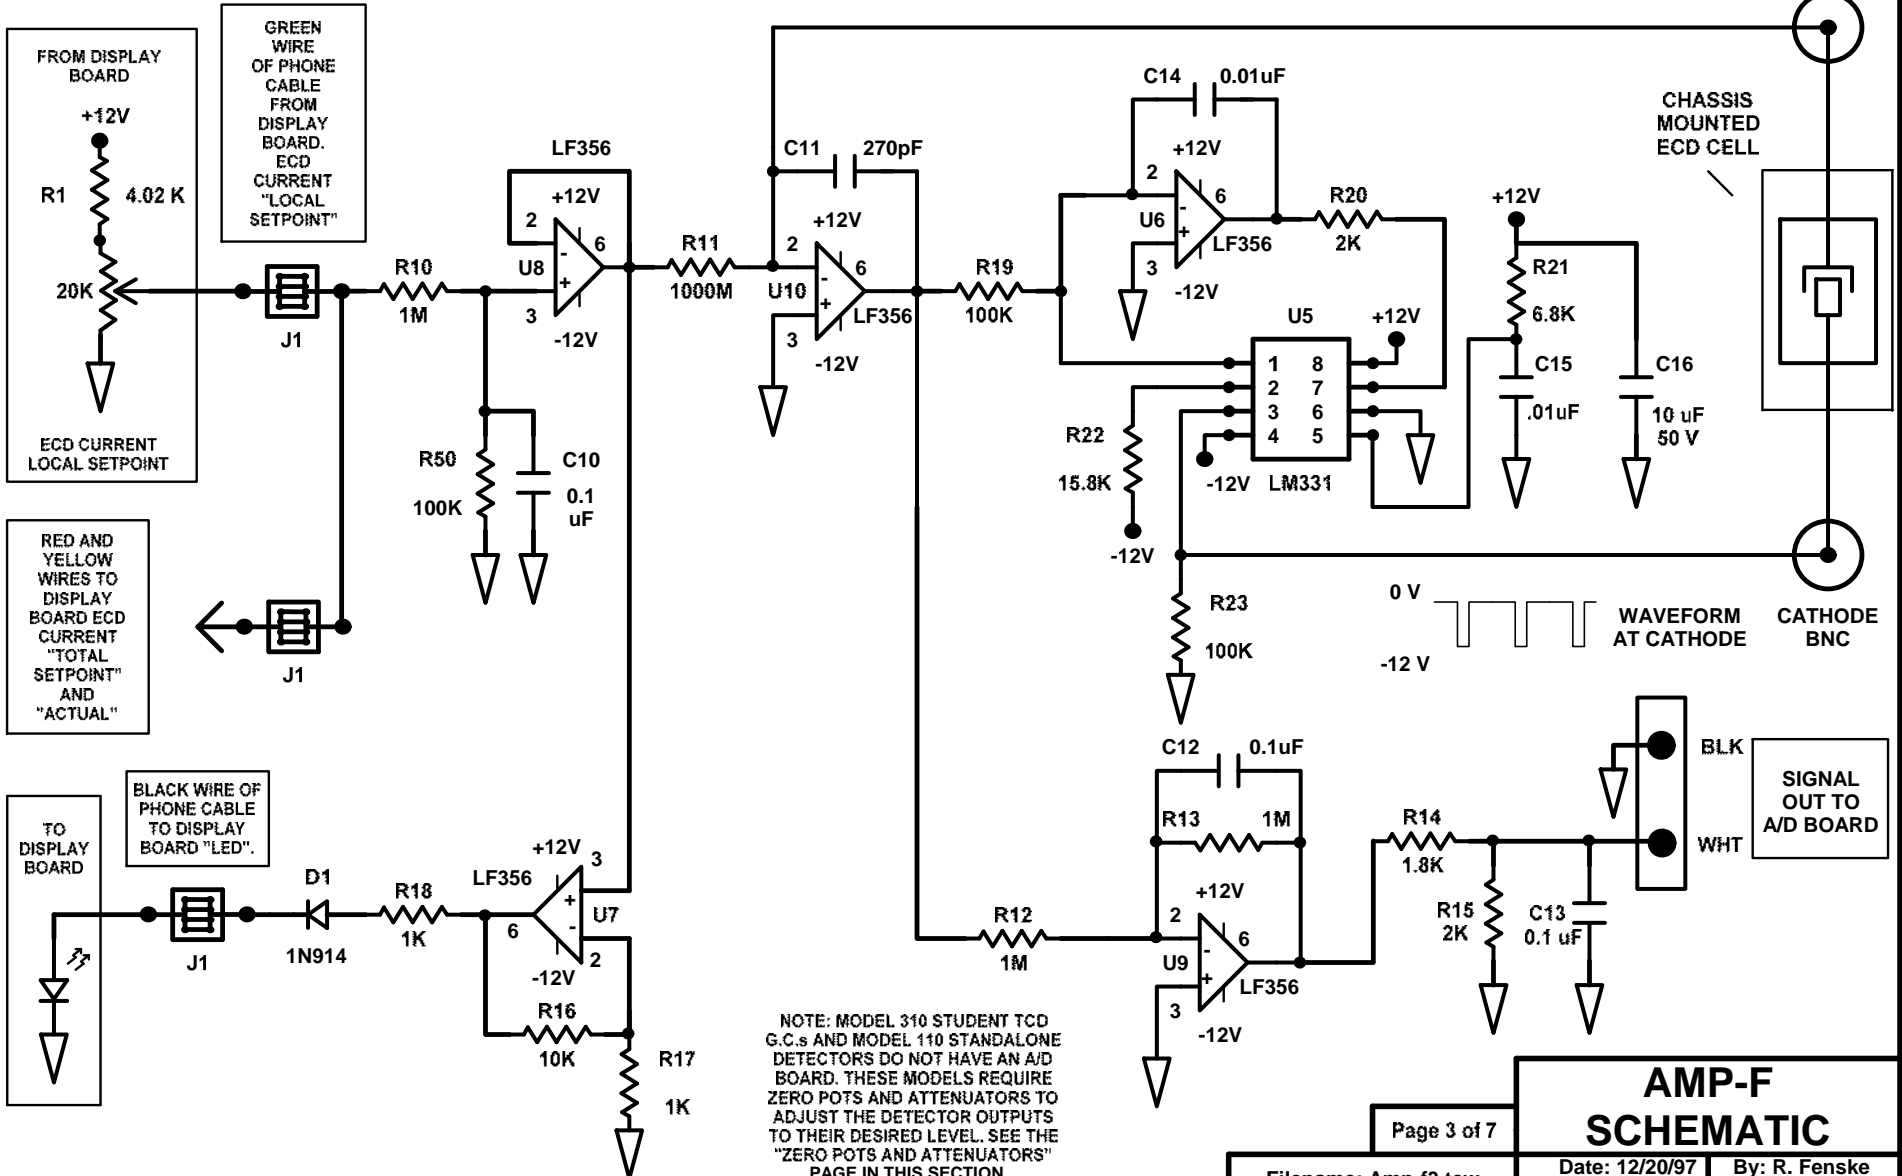 FROM DISPLAY
BOARD
+12V
R1
4.02 K
20K
ECD CURRENT
LOCAL SETPOINT
GREEN
WIRE
OF PHONE
CABLE
FROM
DISPLAY
BOARD.
ECD
CURRENT
"LOCAL
SETPOINT"
J1
R10
1M
RED AND
YELLOW
WIRES TO
DISPLAY
BOARD ECD
CURRENT
"TOTAL
SETPOINT"
AND
"ACTUAL"
J1
R50
100K
C10
0.1
uF
LF356
+12V
2
6
-
U8
+
3
-12V
R11
1000M
C11
270pF
+12V
2
6
-
U10
+
LF356
3
-12V
R19
100K
C14
0.01uF
+12V
2
6
-
U6
+
LF356
3
-12V
R20
2K
U5
+12V
1 8
2 7
3 6
4 5
-12V
LM331
R22
15.8K
-12V
+12V
R21
6.8K
C15
.01uF
C16
10 uF
50 V
CHASSIS
MOUNTED
ECD CELL
R23
100K
0 V
-12 V
WAVEFORM
AT CATHODE
CATHODE
BNC
TO
DISPLAY
BOARD
BLACK WIRE OF
PHONE CABLE
TO DISPLAY
BOARD "LED".
J1
D1
1N914
R18
1K
LF356
+12V
3
+
U7
6
-
-12V
2
R16
10K
R17
1K
R12
1M
C12
0.1uF
R13
1M
+12V
2
6
-
U9
+
LF356
3
-12V
R14
1.8K
R15
2K
C13
0.1 uF
BLK
WHT
SIGNAL
OUT TO
A/D BOARD
NOTE: MODEL 310 STUDENT TCD
G.C.s AND MODEL 110 STANDALONE
DETECTORS DO NOT HAVE AN A/D
BOARD. THESE MODELS REQUIRE
ZERO POTS AND ATTENUATORS TO
ADJUST THE DETECTOR OUTPUTS
TO THEIR DESIRED LEVEL. SEE THE
"ZERO POTS AND ATTENUATORS"
PAGE IN THIS SECTION
Page 3 of 7
AMP-F
SCHEMATIC
Date: 12/20/97
By: R. Fenske